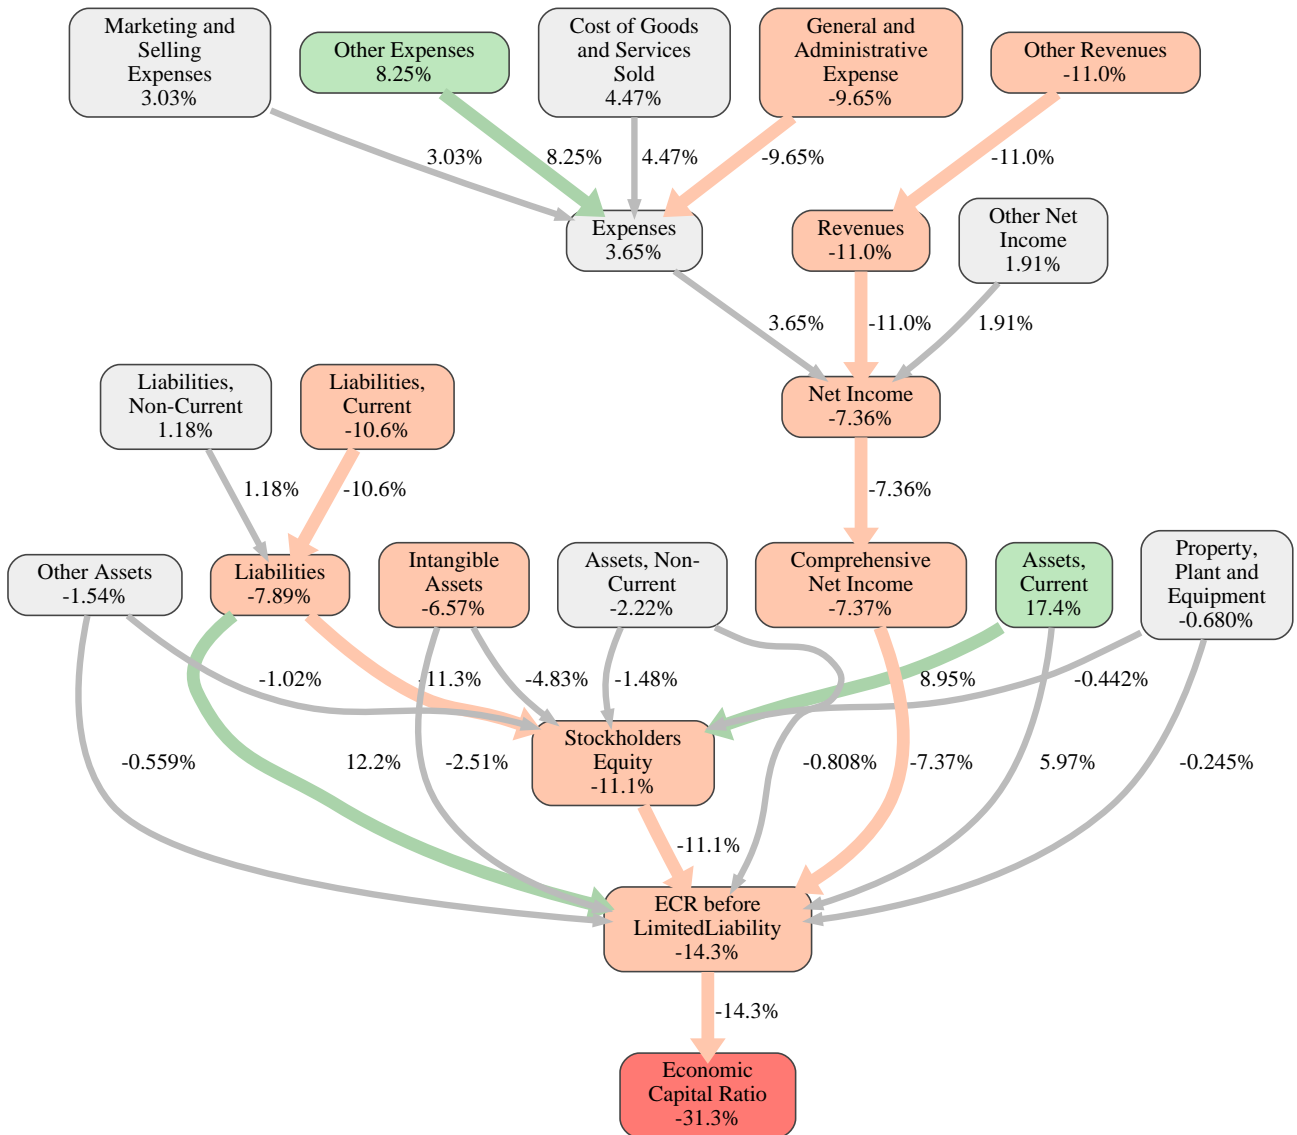 Marketing and
Selling
Expenses
3.03%
Other Expenses
8.25%
Cost of Goods
and Services
Sold
4.47%
General and
Administrative
Expense
-9.65%
Other Revenues
-11.0%
3.03%
8.25%
4.47%
-9.65%
-11.0%
Expenses
3.65%
Revenues
-11.0%
Other Net
Income
1.91%
3.65%
-11.0%
1.91%
Liabilities,
Non-Current
1.18%
Liabilities,
Current
-10.6%
Net Income
-7.36%
1.18%
-10.6%
-7.36%
Other Assets
-1.54%
Liabilities
-7.89%
Intangible
Assets
-6.57%
Assets, Non-
Current
-2.22%
Comprehensive
Net Income
-7.37%
Assets,
Current
17.4%
Property,
Plant and
Equipment
-0.680%
-1.02%
-11.3%
-4.83%
-1.48%
8.95%
-0.442%
Stockholders
Equity
-11.1%
-0.559%
12.2%
-2.51%
-0.808%
-7.37%
5.97%
-0.245%
-11.1%
ECR before
LimitedLiability
-14.3%
-14.3%
Economic
Capital Ratio
-31.3%